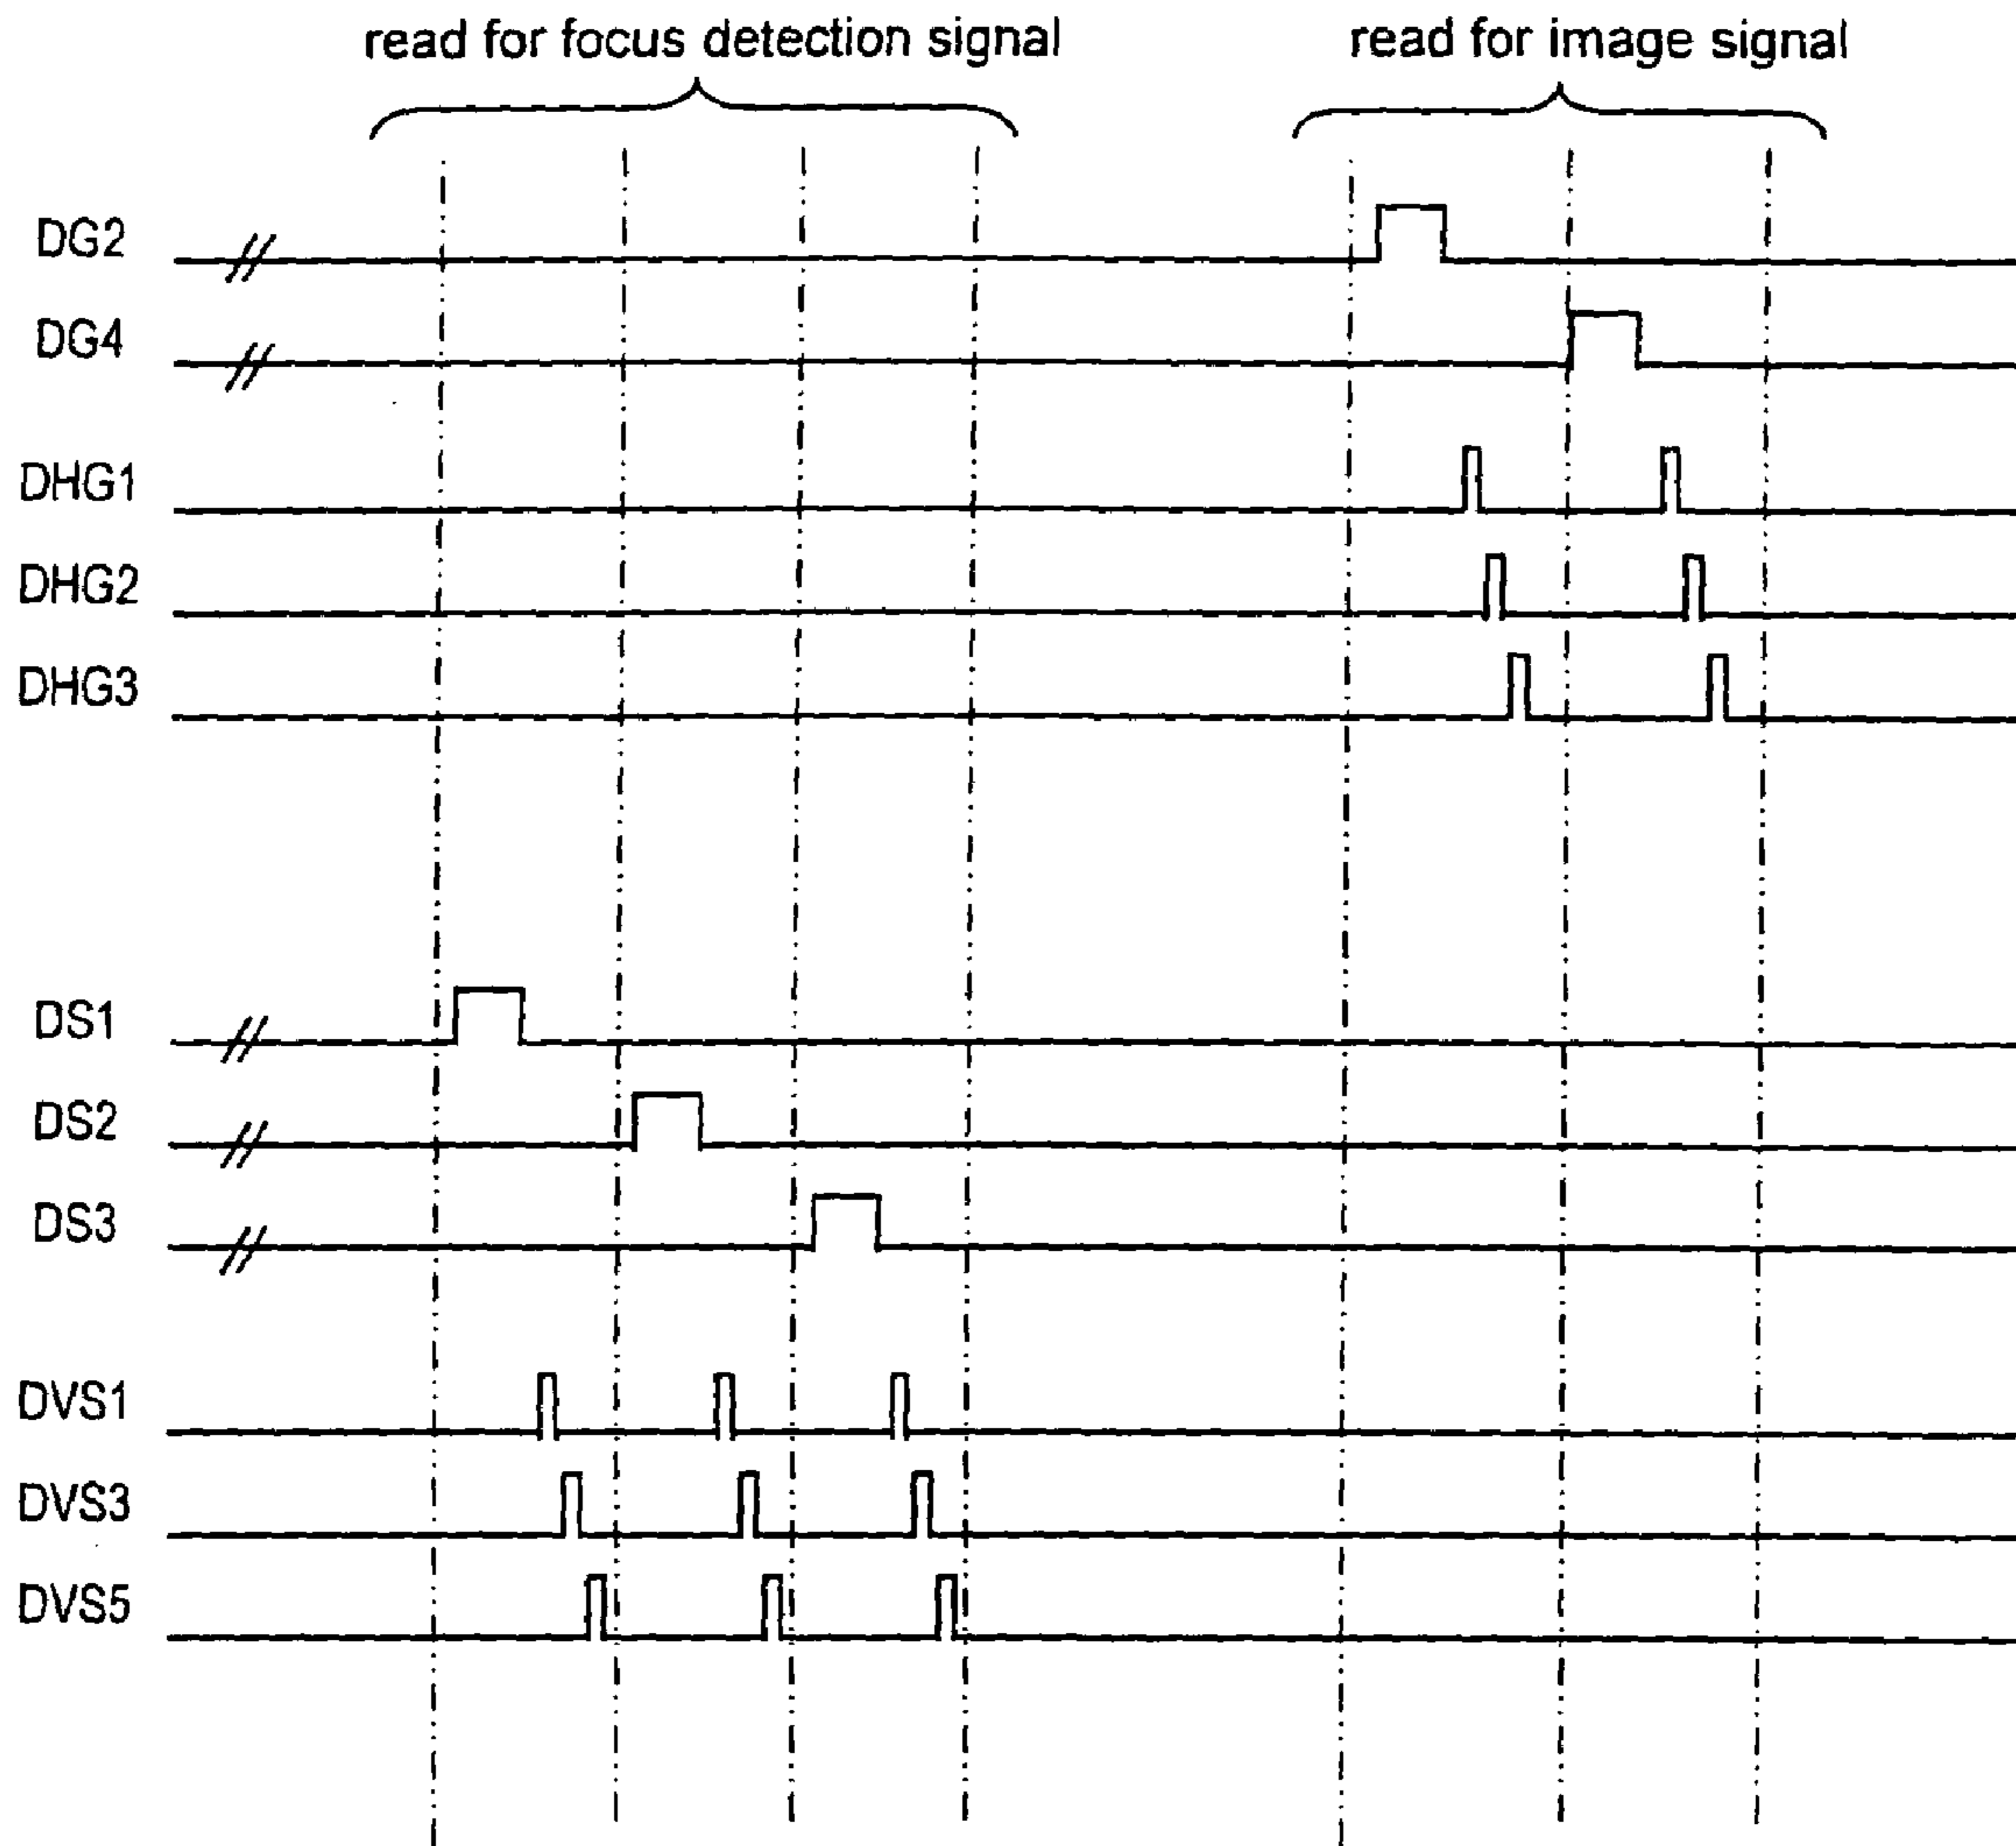 read for focus detection signal
read for image signal
DG2
DG4
DHG1
DHG2
DHG3
DS1
DS2
DS3
DVS1
DVS3
DVS5